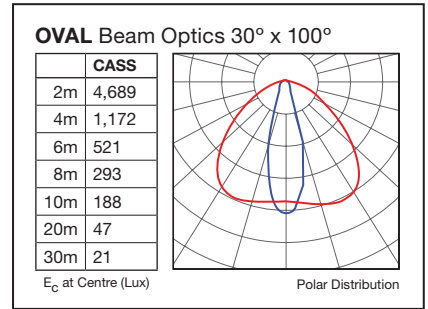 OVAL Beam Optics 30º x 100º
CASS
2m 4,689
4m 1,172
6m 521
8m 293
10m 188
20m 47
30m 21
EC at Centre (Lux)
Polar Distribution